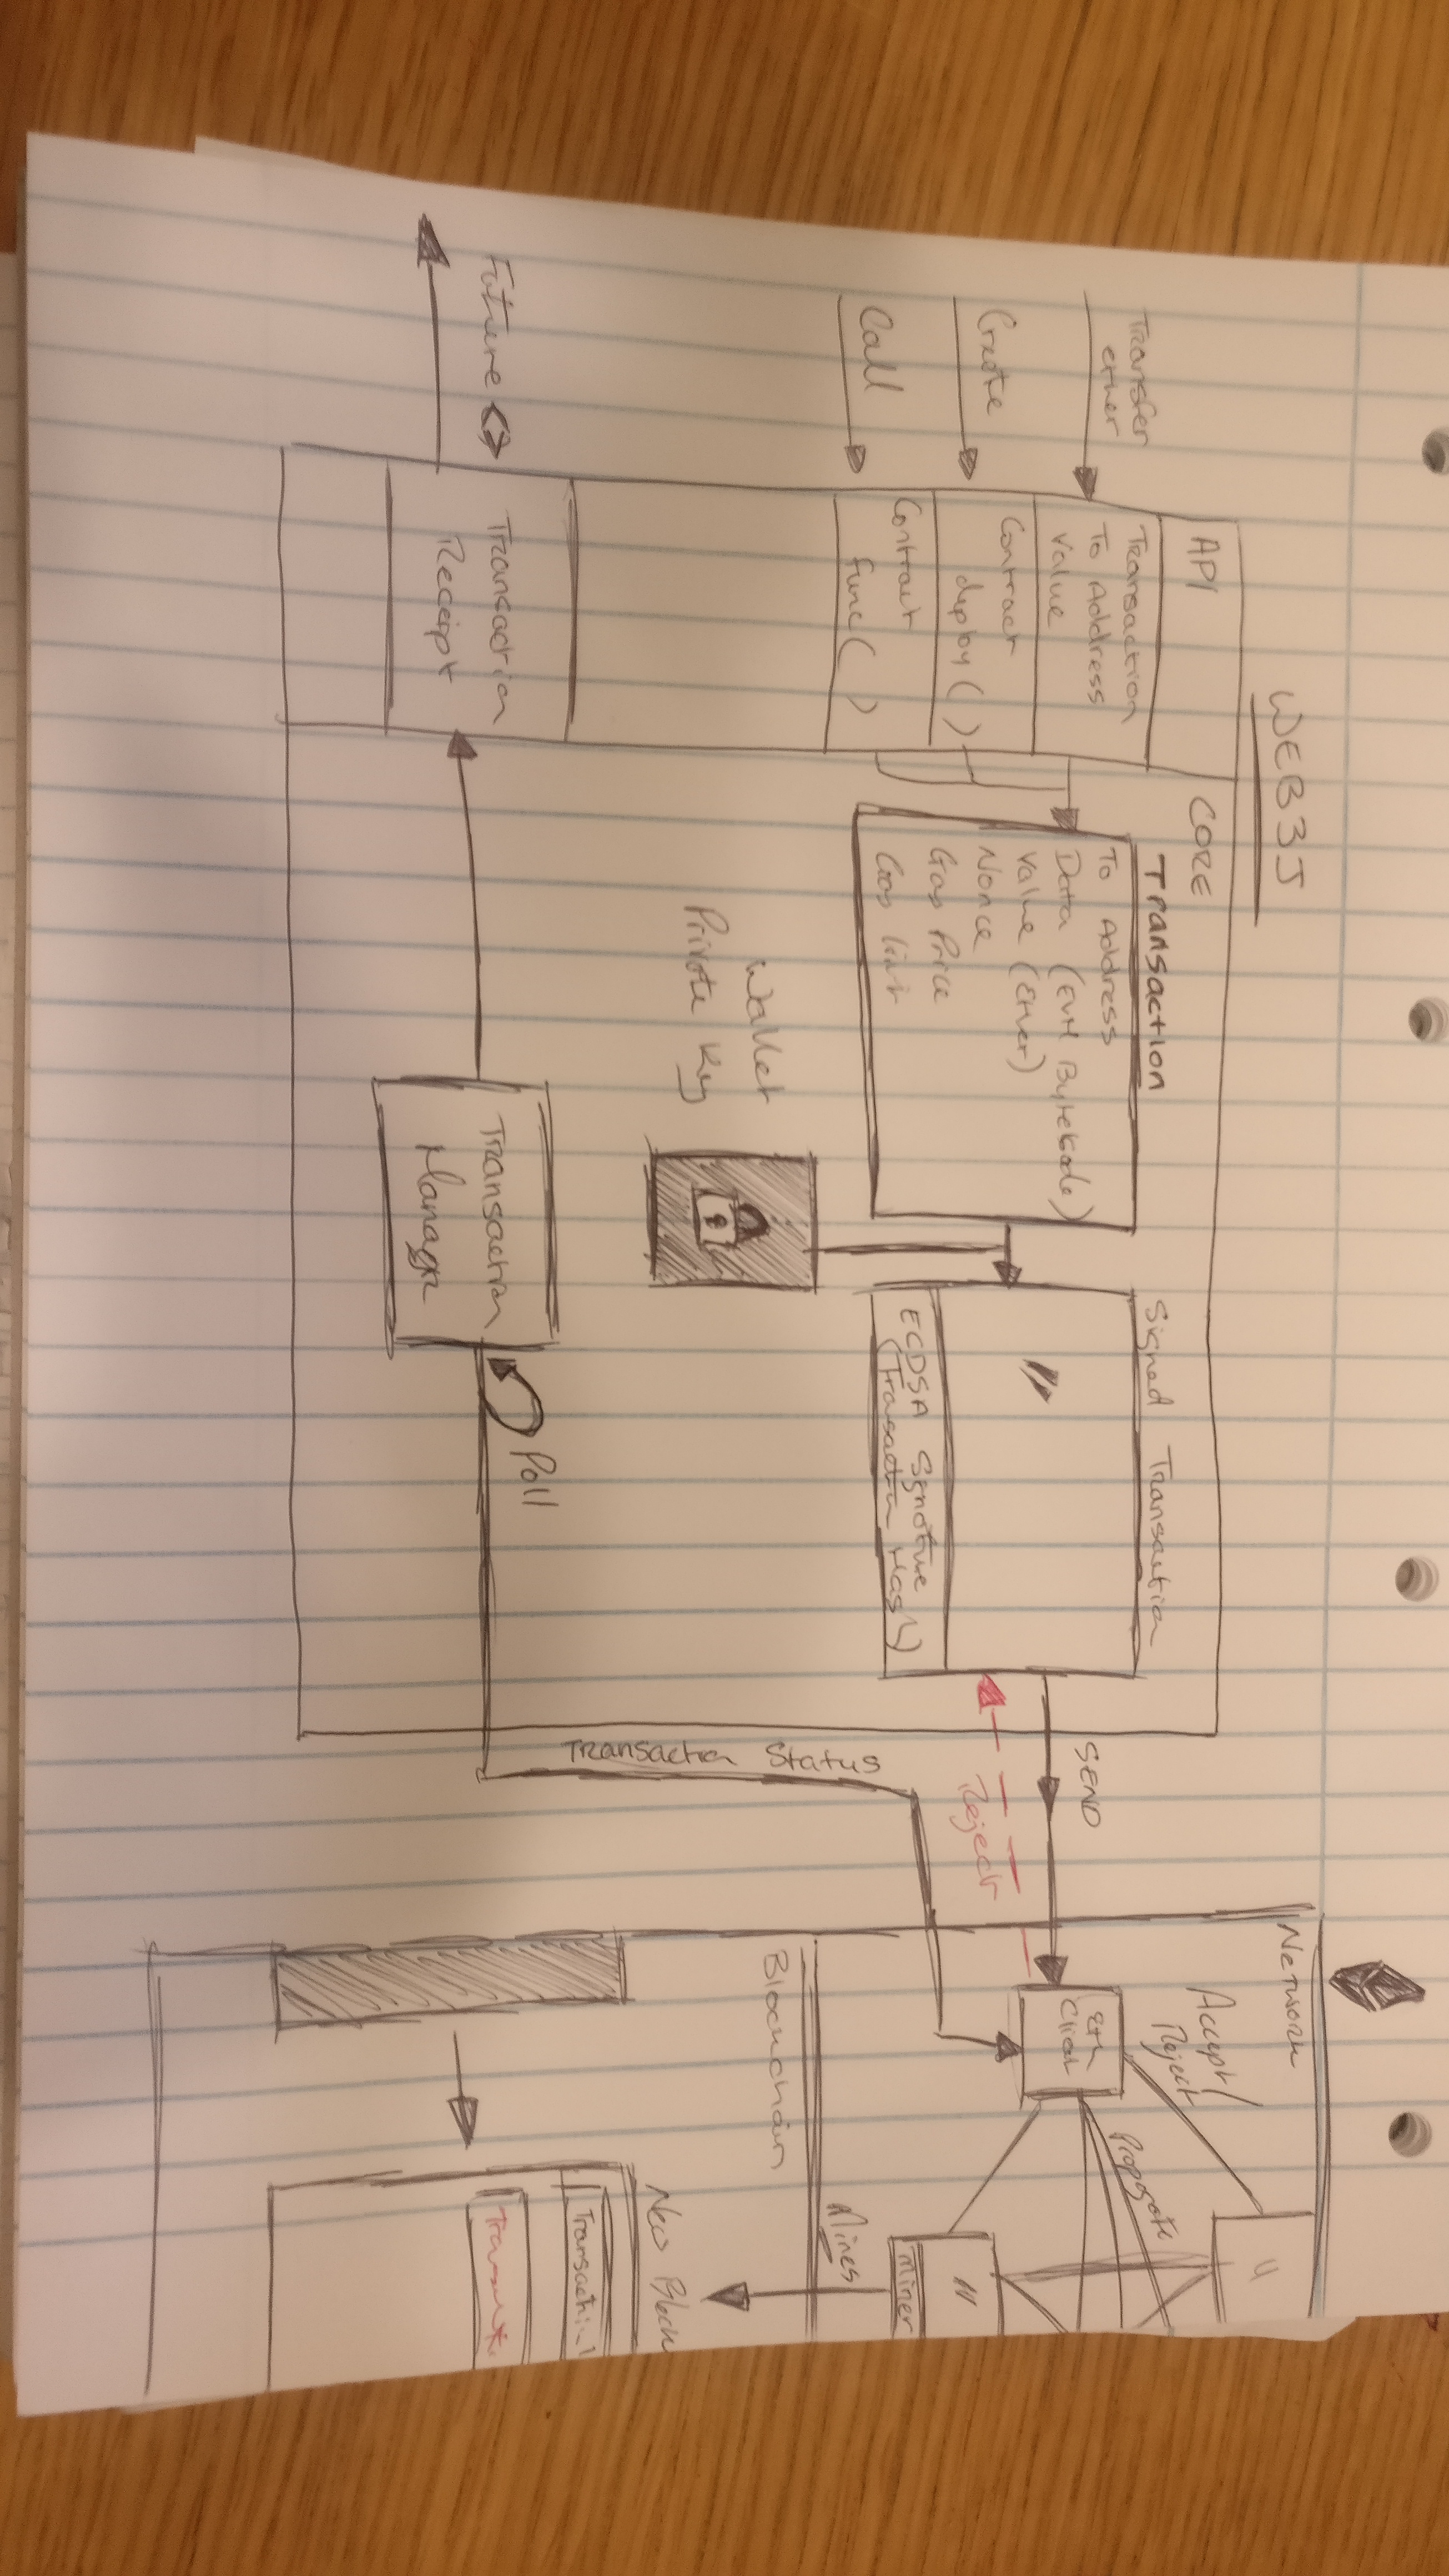 WEB3J
API
CORE
Transfer
ether
Create
Call
Future <>
Transaction
To Address
Value
Contract
deploy()
Contract
func( )
Transaction
Receipt
Transaction
To Address
Data (EVM Bytecode)
Value (Ether)
Nonce
Gas Price
Gas limit
Wallet
Private Key
Signed Transaction
"
ECDSA Signature
(Transaction Hash)
Transaction
Manager
Poll
SEND
Reject
Transaction Status
Network
Accept/
Reject
Eth
Client
Propogate
"
"
Miner
Mines
Blockchain
New Block
Transaction